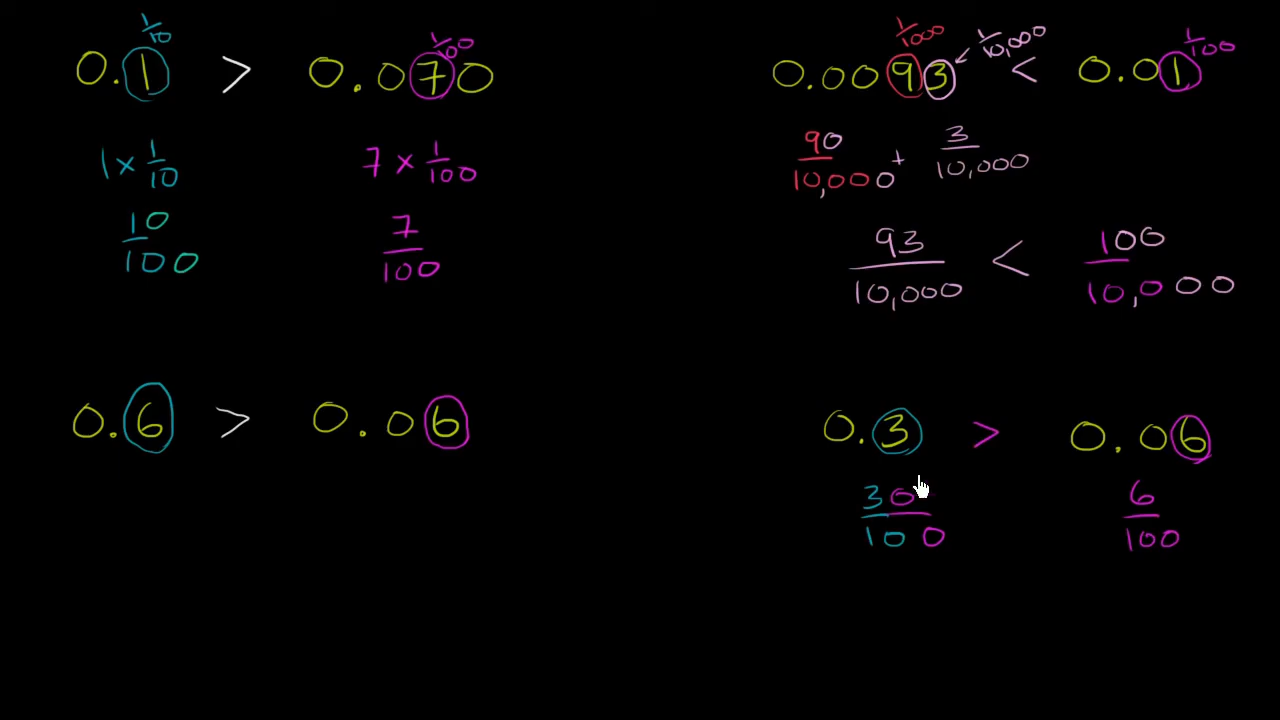 1/10 1/100
0.1 > 0.070
1 × 1/10 7 × 1/100
10/100 7/100
0.6 > 0.06
1/1000 1/10,000 1/100
0.0093 < 0.01
90/10,000 + 3/10,000
93/10,000 < 100/10,000
0.3 > 0.06
30/100 6/100